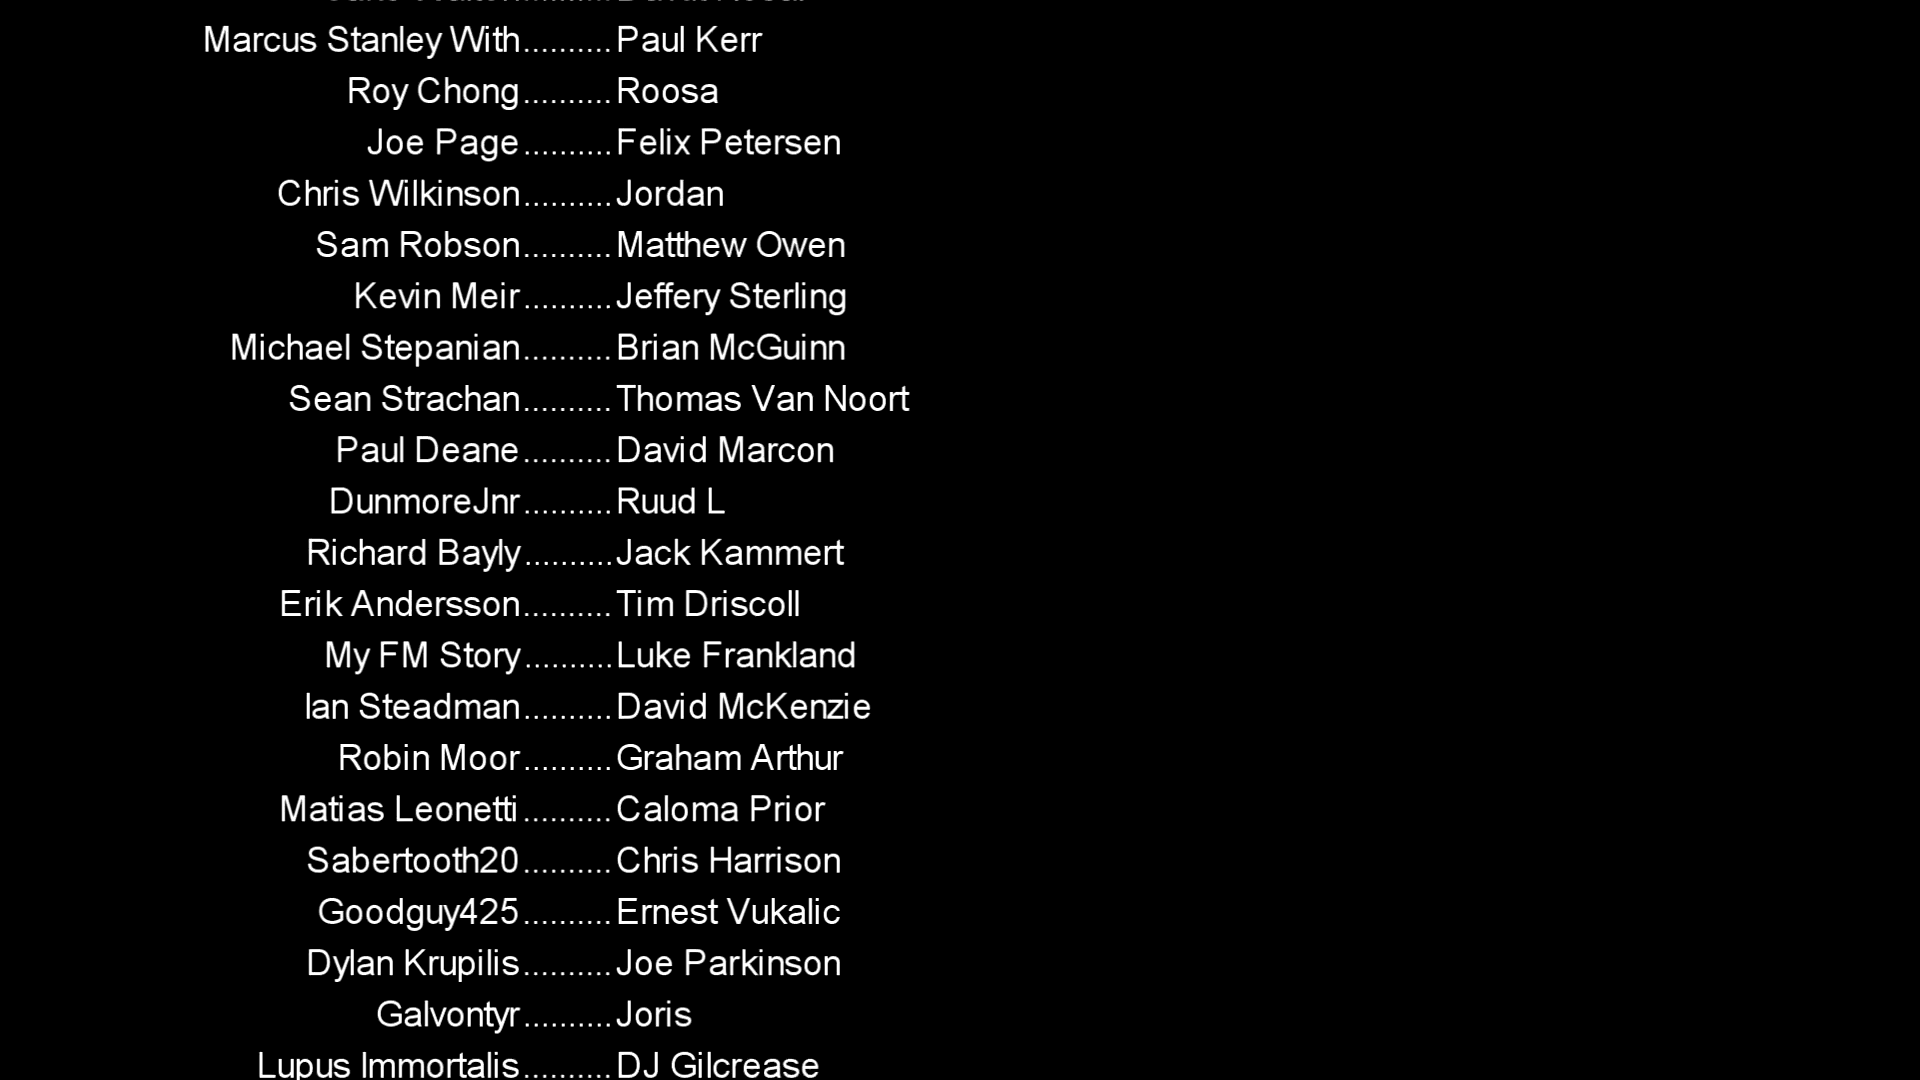 Marcus Stanley With..........Paul Kerr
Roy Chong..........Roosa
Joe Page..........Felix Petersen
Chris Wilkinson..........Jordan
Sam Robson..........Matthew Owen
Kevin Meir..........Jeffery Sterling
Michael Stepanian..........Brian McGuinn
Sean Strachan..........Thomas Van Noort
Paul Deane..........David Marcon
DunmoreJnr..........Ruud L
Richard Bayly..........Jack Kammert
Erik Andersson..........Tim Driscoll
My FM Story..........Luke Frankland
Ian Steadman..........David McKenzie
Robin Moor..........Graham Arthur
Matias Leonetti..........Caloma Prior
Sabertooth20..........Chris Harrison
Goodguy425..........Ernest Vukalic
Dylan Krupilis..........Joe Parkinson
Galvontyr..........Joris
Lupus Immortalis..........DJ Gilcrease